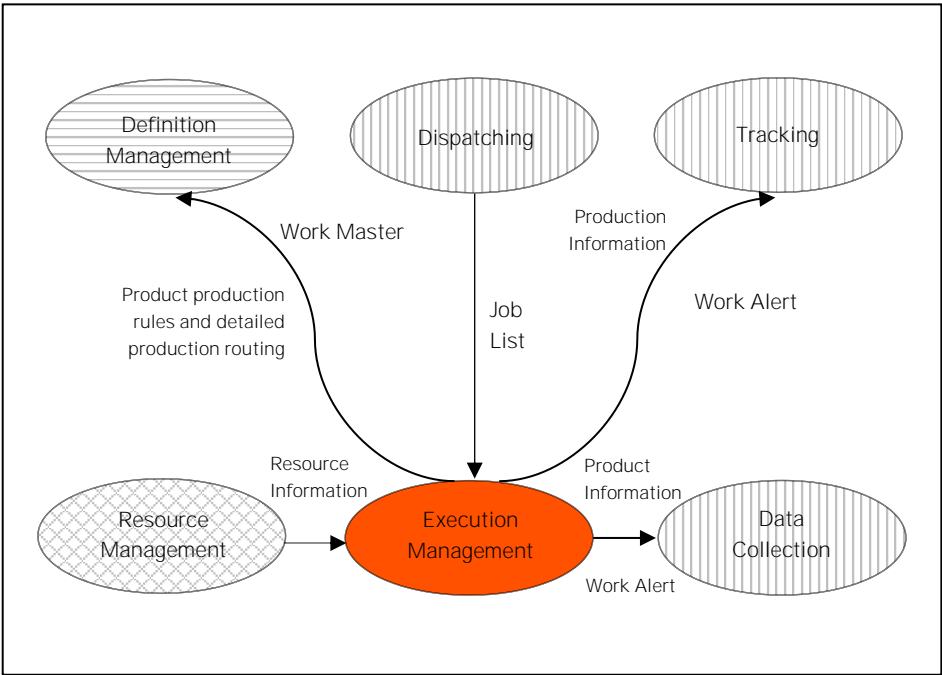 Definition
Management
Dispatching
Tracking
Work Master
Production
Information
Product production
rules and detailed
production routing
Job
List
Work Alert
Resource
Information
Product
Information
Resource
Management
Execution
Management
Data
Collection
Work Alert